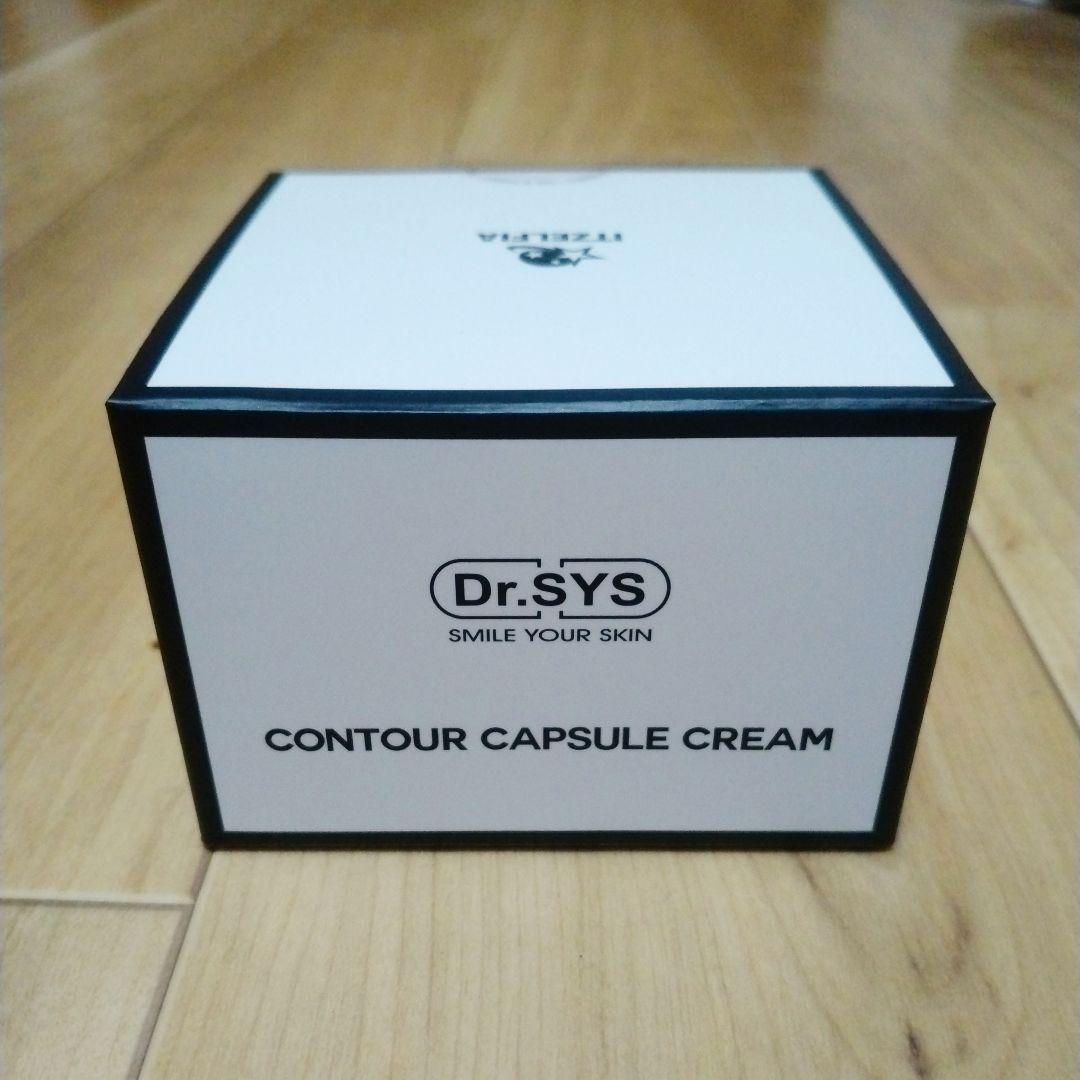 ITZELFIA
Dr.SYS
SMILE YOUR SKIN
CONTOUR CAPSULE CREAM